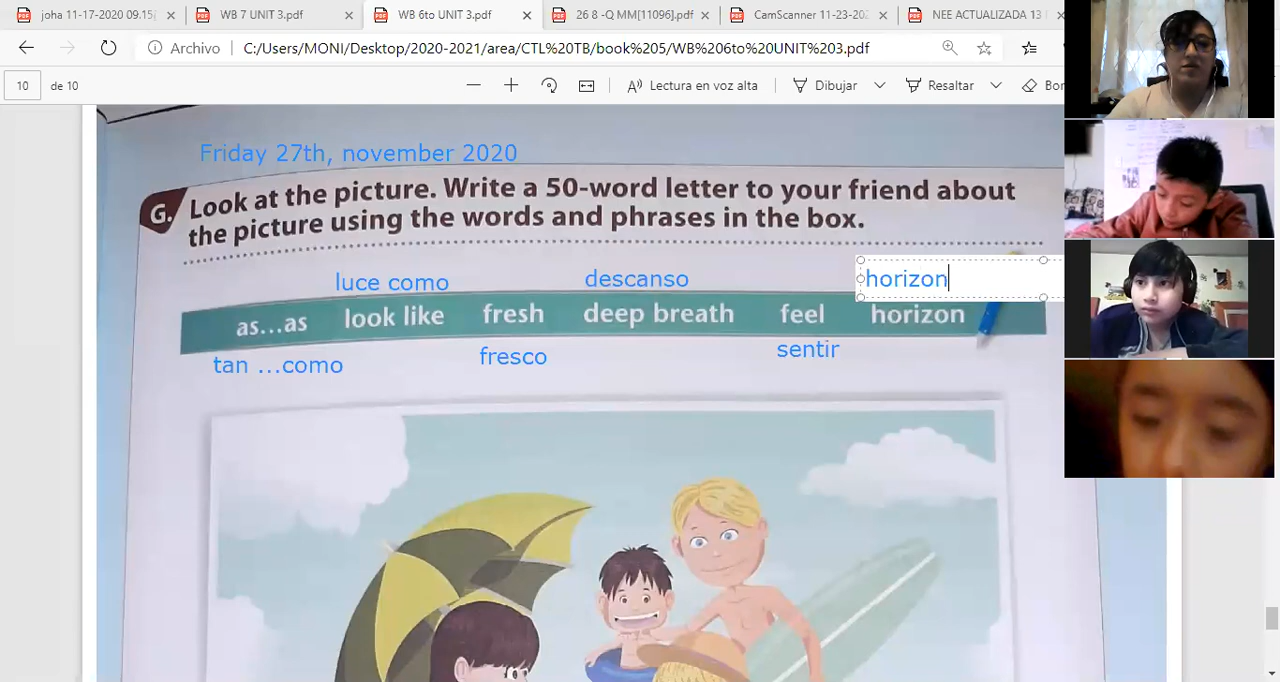 joha 11-17-2020 09.15
WB 7 UNIT 3.pdf
WB 6to UNIT 3.pdf
26 8 -Q MM[11096].pdf
CamScanner 11-23-202
NEE ACTUALIZADA 13
Archivo
C:/Users/MONI/Desktop/2020-2021/area/CTL%20TB/book%205/WB%206to%20UNIT%203.pdf
10 de 10
Lectura en voz alta
Dibujar
Resaltar
Bor
Friday 27th, november 2020
G. Look at the picture. Write a 50-word letter to your friend about
the picture using the words and phrases in the box.
luce como descanso horizon
as...as look like fresh deep breath feel horizon
tan ...como fresco sentir